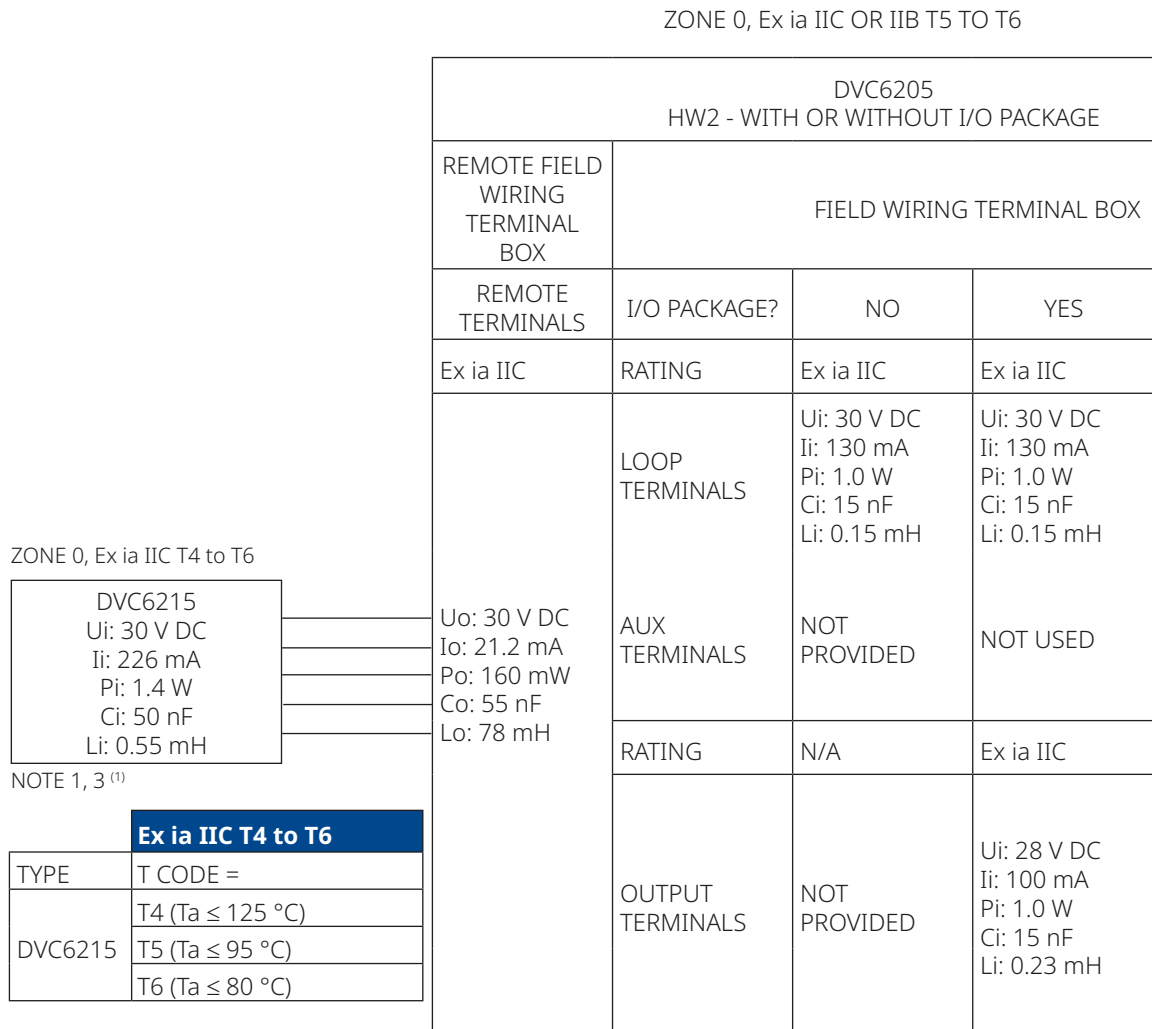 ZONE 0, Ex ia IIC OR IIB T5 TO T6
DVC6205
HW2 - WITH OR WITHOUT I/O PACKAGE
REMOTE FIELD
WIRING
TERMINAL
BOX
FIELD WIRING TERMINAL BOX
REMOTE
TERMINALS
I/O PACKAGE?
NO
YES
Ex ia IIC
RATING
Ex ia IIC
Ex ia IIC
LOOP
TERMINALS
Ui: 30 V DC
Ii: 130 mA
Pi: 1.0 W
Ci: 15 nF
Li: 0.15 mH
Ui: 30 V DC
Ii: 130 mA
Pi: 1.0 W
Ci: 15 nF
Li: 0.15 mH
ZONE 0, Ex ia IIC T4 to T6
DVC6215
Ui: 30 V DC
Ii: 226 mA
Pi: 1.4 W
Ci: 50 nF
Li: 0.55 mH
Uo: 30 V DC
Io: 21.2 mA
Po: 160 mW
Co: 55 nF
Lo: 78 mH
AUX
TERMINALS
NOT
PROVIDED
NOT USED
RATING
N/A
Ex ia IIC
NOTE 1, 3 (1)
Ex ia IIC T4 to T6
TYPE
T CODE =
DVC6215
T4 (Ta ≤ 125 °C)
T5 (Ta ≤ 95 °C)
T6 (Ta ≤ 80 °C)
OUTPUT
TERMINALS
NOT
PROVIDED
Ui: 28 V DC
Ii: 100 mA
Pi: 1.0 W
Ci: 15 nF
Li: 0.23 mH